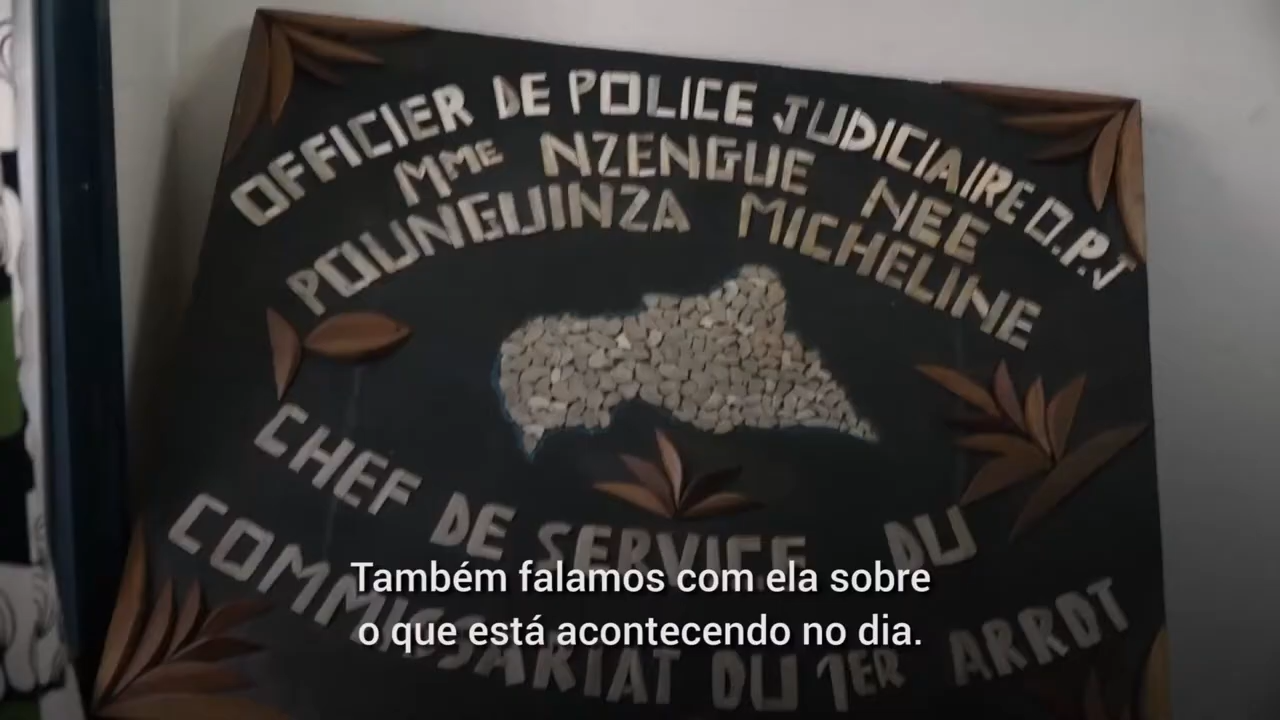 OFFICIER DE POLICE JUDICIAIRE O.P.J
MME NZENGUE NEE
POUNGUINZA MICHELINE
CHEF DE SERVICE DU
COMMISSARIAT DU 1ER ARRDT
Também falamos com ela sobre
o que está acontecendo no dia.